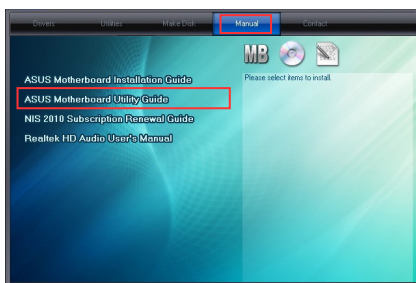 Drivers Utilities Make Disk Manual Contact
MB
Please select items to install.
ASUS Motherboard Installation Guide
ASUS Motherboard Utility Guide
NIS 2010 Subscription Renewal Guide
Realtek HD Audio User's Manual